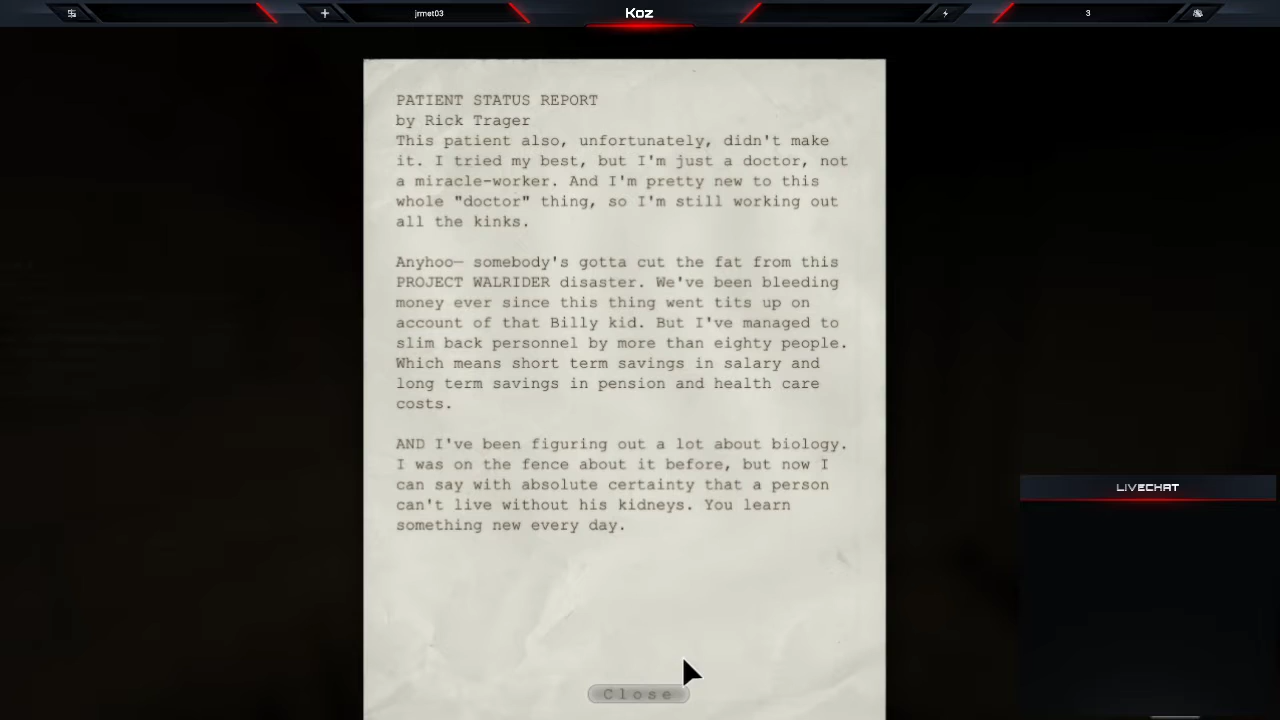 jrmet03
Koz
3
PATIENT STATUS REPORT
by Rick Trager
This patient also, unfortunately, didn't make
it. I tried my best, but I'm just a doctor, not
a miracle-worker. And I'm pretty new to this
whole "doctor" thing, so I'm still working out
all the kinks.
Anyhoo— somebody's gotta cut the fat from this
PROJECT WALRIDER disaster. We've been bleeding
money ever since this thing went tits up on
account of that Billy kid. But I've managed to
slim back personnel by more than eighty people.
Which means short term savings in salary and
long term savings in pension and health care
costs.
AND I've been figuring out a lot about biology.
I was on the fence about it before, but now I
can say with absolute certainty that a person
can't live without his kidneys. You learn
something new every day.
LIVECHAT
Close